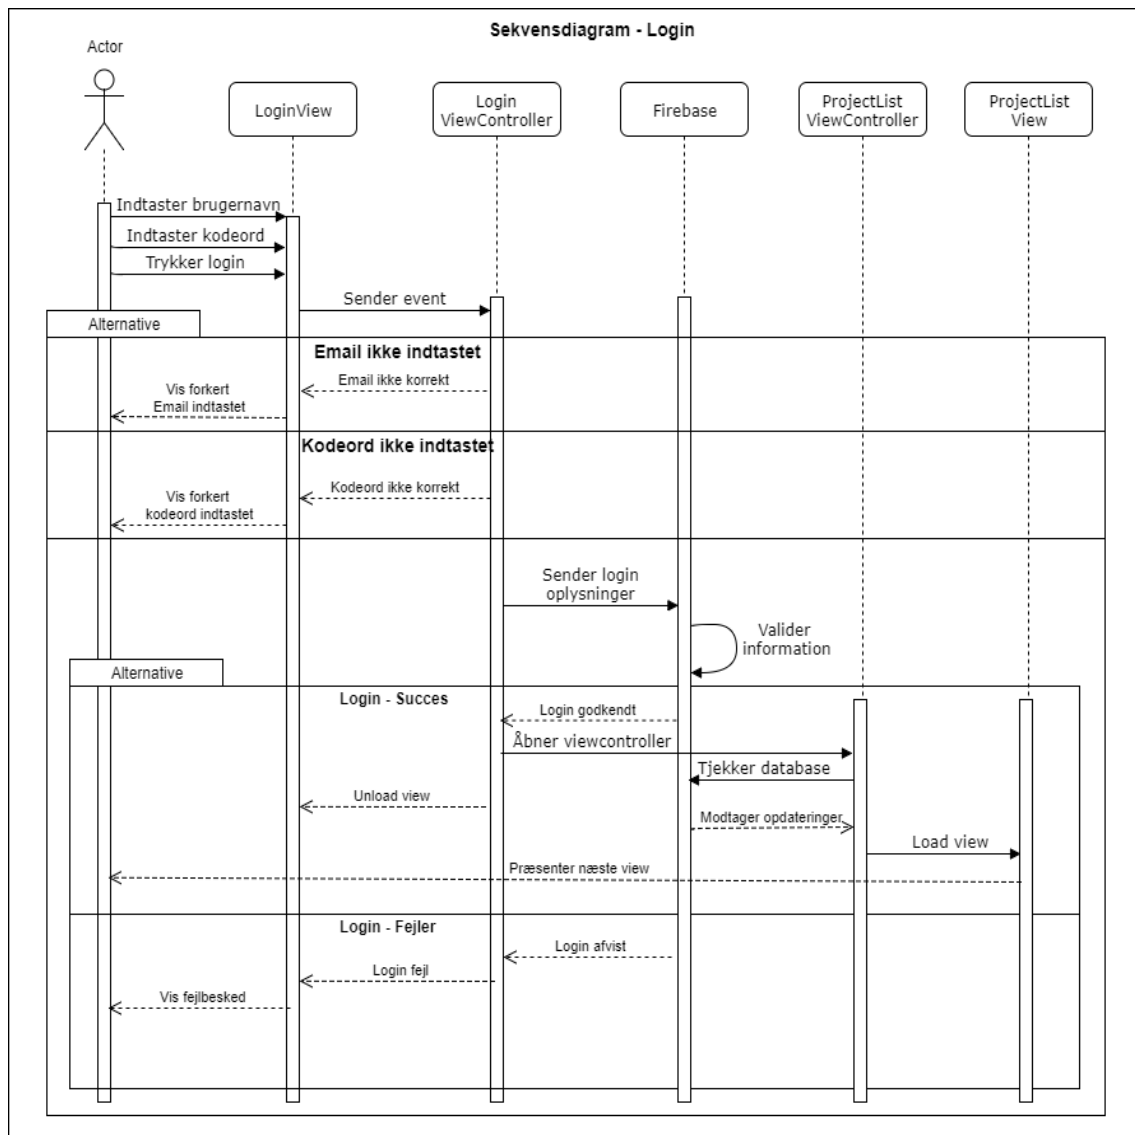 Sekvensdiagram - Login
Actor
LoginView
Login
ViewController
Firebase
ProjectList
ViewController
ProjectList
View
Indtaster brugernavn
Indtaster kodeord
Trykker login
Sender event
Alternative
Email ikke indtastet
Email ikke korrekt
Vis forkert
Email indtastet
Kodeord ikke indtastet
Kodeord ikke korrekt
Vis forkert
kodeord indtastet
Sender login
oplysninger
Valider
information
Alternative
Login - Succes
Login godkendt
Åbner viewcontroller
Tjekker database
Unload view
Modtager opdateringer
Load view
Præsenter næste view
Login - Fejler
Login afvist
Login fejl
Vis fejlbesked